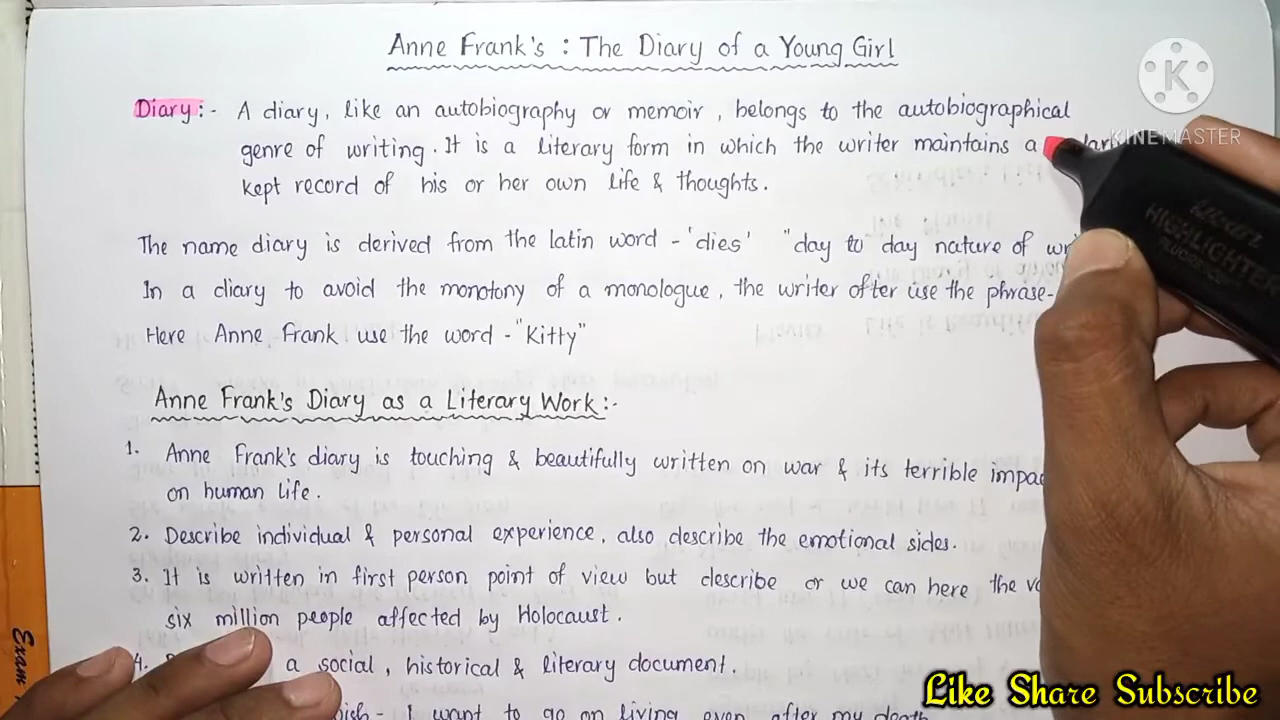 Anne Frank's : The Diary of a Young Girl
K
KINEMASTER
Diary :- A diary, like an autobiography or memoir, belongs to the autobiographical
genre of writing. It is a literary form in which the writer maintains a
kept record of his or her own life & thoughts.
The name diary is derived from the latin word - 'dies' "day to day nature of
In a diary to avoid the monotony of a monologue, the writer ofter use the phrase-
Here Anne Frank use the word - "Kitty"
Anne Frank's Diary as a Literary Work :-
1. Anne Frank's diary is touching & beautifully written on war & its terrible
on human life.
2. Describe individual & personal experience, also describe the emotional sides.
3. It is written in first person point of view but describe or we can here the
six million people affected by Holocaust.
4. a social, historical & literary document.
I want to go on living even after my death
HIGHLIGHTER
Exam
Like Share Subscribe